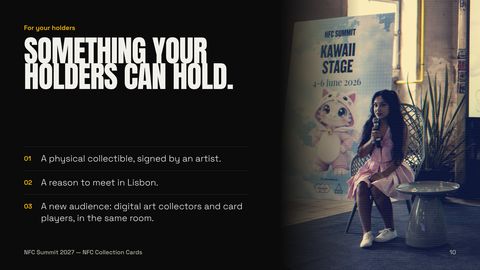 For your holders
SOMETHING YOUR
HOLDERS CAN HOLD.
01 A physical collectible, signed by an artist.
02 A reason to meet in Lisbon.
03 A new audience: digital art collectors and card
players, in the same room.
NFC Summit 2027 — NFC Collection Cards
10
NFC SUMMIT
KAWAII
STAGE
4-6 June 2026